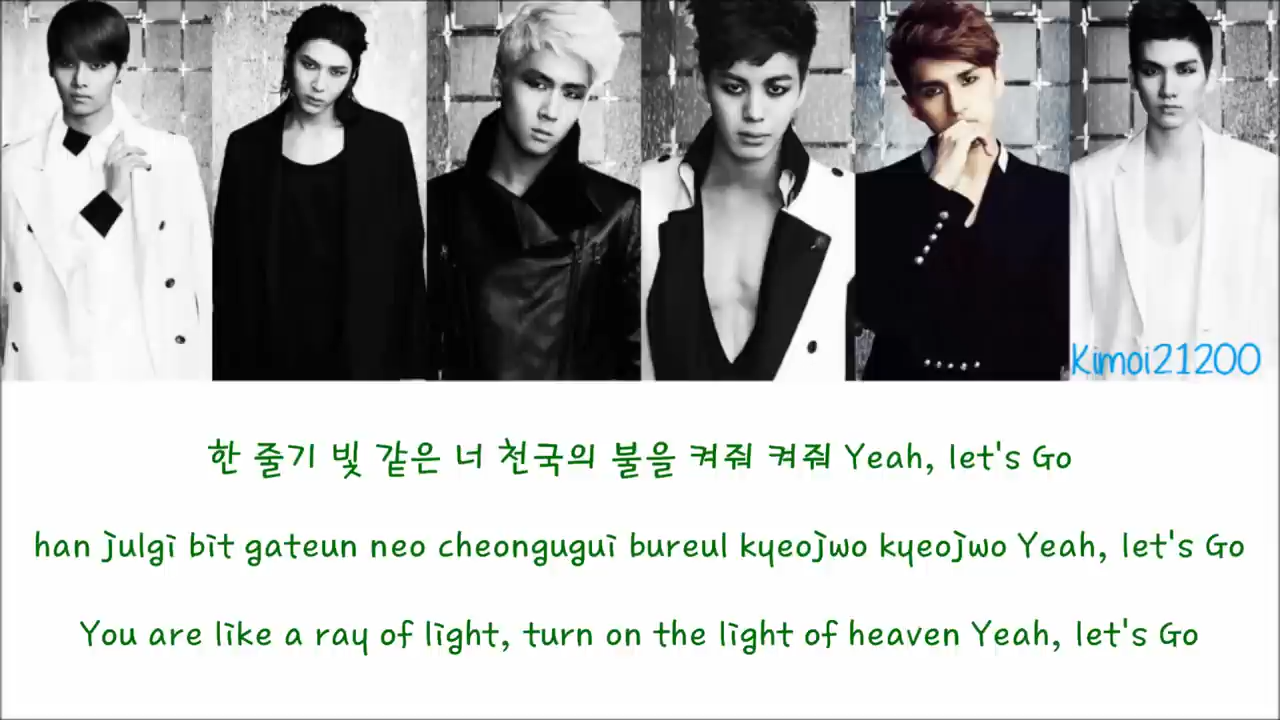 Kimoi21200
한 줄기 빛 같은 너 천국의 불을 켜줘 켜줘 Yeah, let's Go
han julgi bit gateun neo cheongugui bureul kyeojwo kyeojwo Yeah, let's Go
You are like a ray of light, turn on the light of heaven Yeah, let's Go